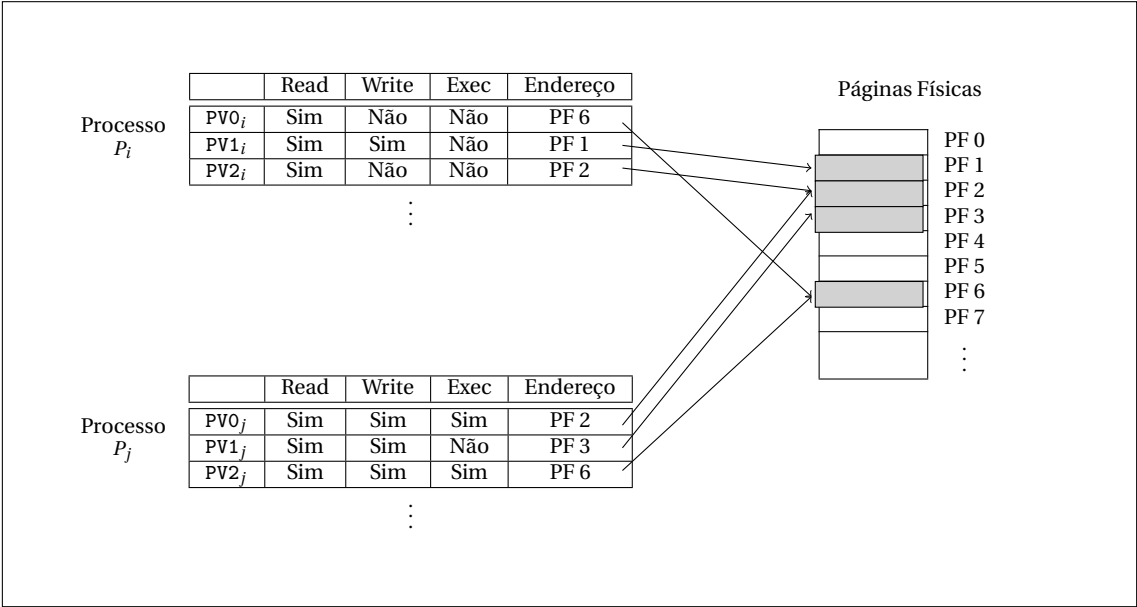 Read Write Exec Endereço
Processo
P_i
PV0_i Sim Não Não PF 6
PV1_i Sim Sim Não PF 1
PV2_i Sim Não Não PF 2
⋮
Páginas Físicas
PF 0
PF 1
PF 2
PF 3
PF 4
PF 5
PF 6
PF 7
⋮
Read Write Exec Endereço
Processo
P_j
PV0_j Sim Sim Sim PF 2
PV1_j Sim Sim Não PF 3
PV2_j Sim Sim Sim PF 6
⋮